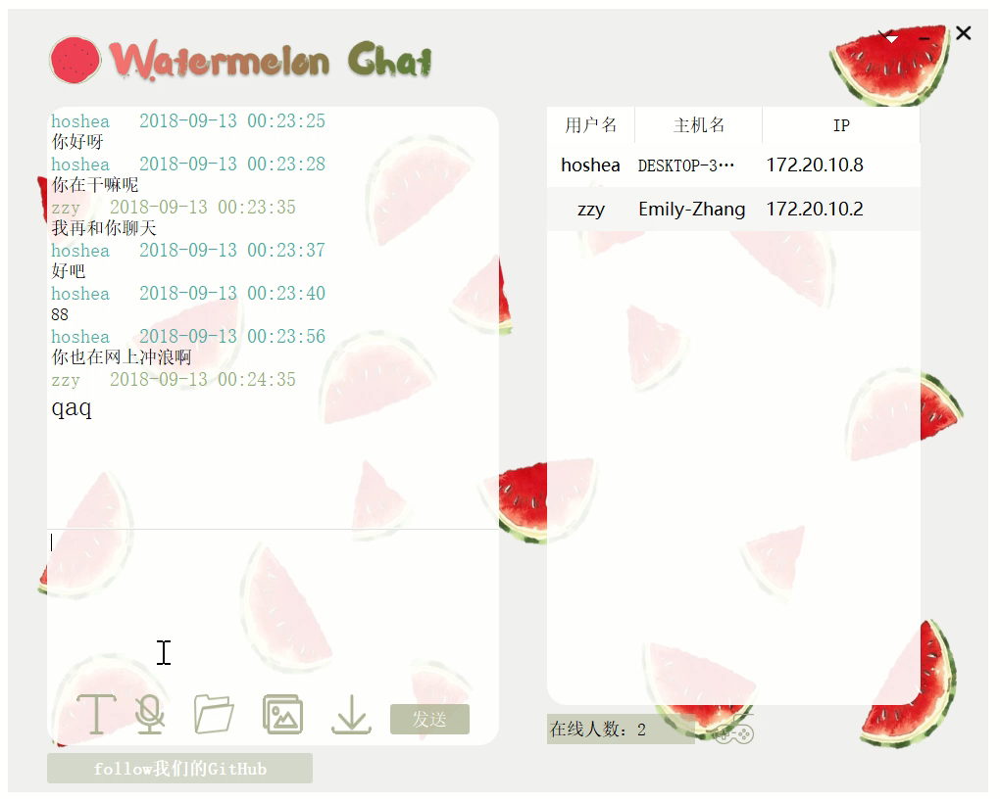 Watermelon Chat
hoshea 2018-09-13 00:23:25
你好呀
hoshea 2018-09-13 00:23:28
你在干嘛呢
zzy 2018-09-13 00:23:35
我再和你聊天
hoshea 2018-09-13 00:23:37
好吧
hoshea 2018-09-13 00:23:40
88
hoshea 2018-09-13 00:23:56
你也在网上冲浪啊
zzy 2018-09-13 00:24:35
qaq
发送
follow我们的GitHub
用户名 主机名 IP
hoshea DESKTOP-3… 172.20.10.8
zzy Emily-Zhang 172.20.10.2
在线人数：2